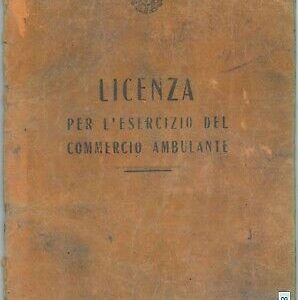 LICENZA
PER L'ESERCIZIO DEL
COMMERCIO AMBULANTE